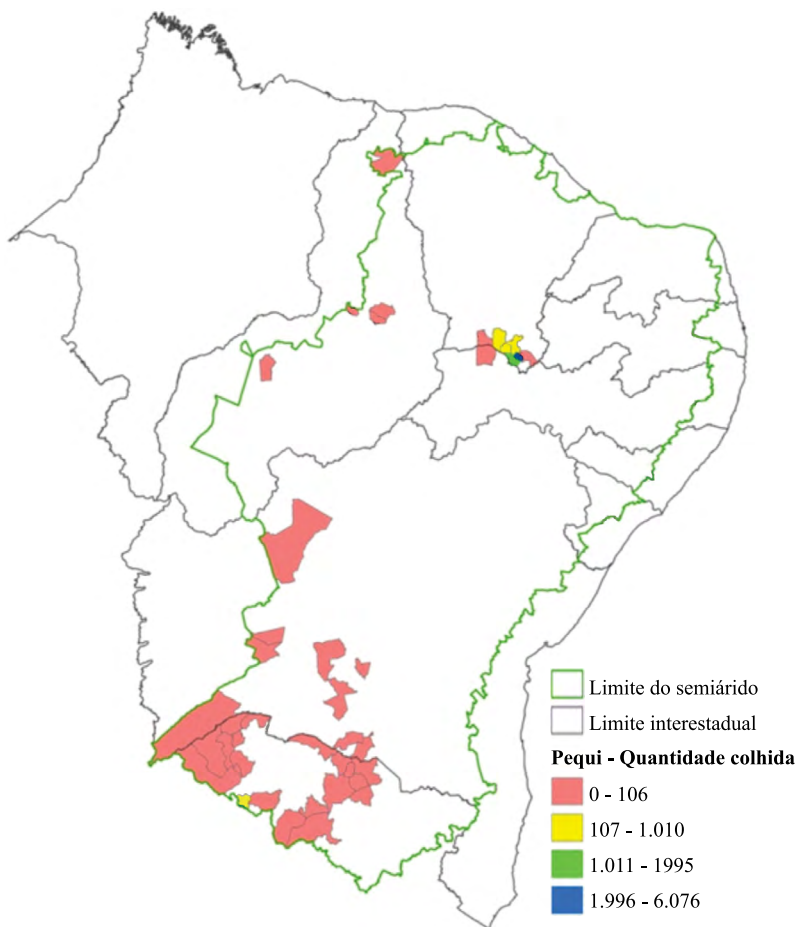 Limite do semiárido
Limite interestadual
Pequi - Quantidade colhida
0 - 106
107 - 1.010
1.011 - 1995
1.996 - 6.076